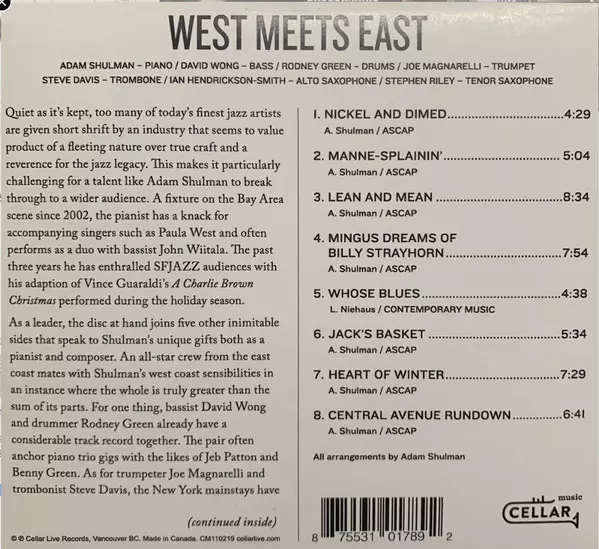 WEST MEETS EAST
ADAM SHULMAN – PIANO / DAVID WONG – BASS / RODNEY GREEN – DRUMS / JOE MAGNARELLI – TRUMPET
STEVE DAVIS – TROMBONE / IAN HENDRICKSON-SMITH – ALTO SAXOPHONE / STEPHEN RILEY – TENOR SAXOPHONE
Quiet as it's kept, too many of today's finest jazz artists
are given short shrift by an industry that seems to value
product of a fleeting nature over true craft and a
reverence for the jazz legacy. This makes it particularly
challenging for a talent like Adam Shulman to break
through to a wider audience. A fixture on the Bay Area
scene since 2002, the pianist has a knack for
accompanying singers such as Paula West and often
performs as a duo with bassist John Wiitala. The past
three years he has enthralled SFJAZZ audiences with
his adaption of Vince Guaraldi's A Charlie Brown
Christmas performed during the holiday season.
As a leader, the disc at hand joins five other inimitable
sides that speak to Shulman's unique gifts both as a
pianist and composer. An all-star crew from the east
coast mates with Shulman's west coast sensibilities in
an instance where the whole is truly greater than the
sum of its parts. For one thing, bassist David Wong
and drummer Rodney Green already have a
considerable track record together. The pair often
anchor piano trio gigs with the likes of Jeb Patton and
Benny Green. As for trumpeter Joe Magnarelli and
trombonist Steve Davis, the New York mainstays have
(continued inside)
© ℗ Cellar Live Records, Vancouver BC. Made in Canada. CM110219 cellarlive.com
1. NICKEL AND DIMED 4:29
A. Shulman / ASCAP
2. MANNE-SPLAININ' 5:04
A. Shulman / ASCAP
3. LEAN AND MEAN 8:34
A. Shulman / ASCAP
4. MINGUS DREAMS OF
BILLY STRAYHORN 7:54
A. Shulman / ASCAP
5. WHOSE BLUES 4:38
L. Niehaus / CONTEMPORARY MUSIC
6. JACK'S BASKET 5:34
A. Shulman / ASCAP
7. HEART OF WINTER 7:29
A. Shulman / ASCAP
8. CENTRAL AVENUE RUNDOWN 6:41
A. Shulman / ASCAP
All arrangements by Adam Shulman
8 75531 01789 2
CELLAR music